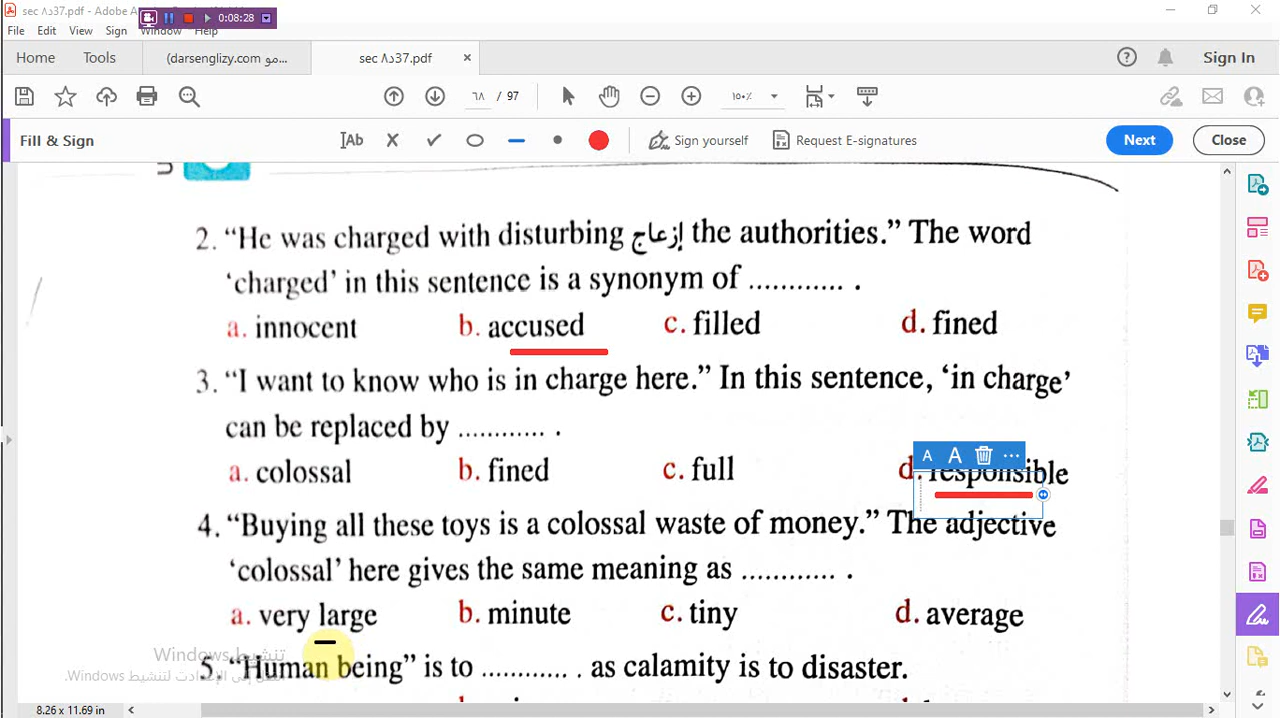 sec ٨د37.pdf - Adobe A
0:08:28
File Edit View Sign Window Help
Home Tools (darsenglizy.com مو... sec ٨د37.pdf × Sign In
٦٨ / 97 ١٥٠٪
Fill & Sign Ab Sign yourself Request E-signatures Next Close
2. “He was charged with disturbing إزعاج the authorities.” The word
‘charged’ in this sentence is a synonym of ............ .
a. innocent b. accused c. filled d. fined
3. “I want to know who is in charge here.” In this sentence, ‘in charge’
can be replaced by ............ .
A A ...
a. colossal b. fined c. full d. responsible
4. “Buying all these toys is a colossal waste of money.” The adjective
‘colossal’ here gives the same meaning as ............ .
a. very large b. minute c. tiny d. average
تنشيط Windows
5. “Human being” is to ............ . as calamity is to disaster.
إلى الإعدادات لتنشيط Windows.
8.26 x 11.69 in